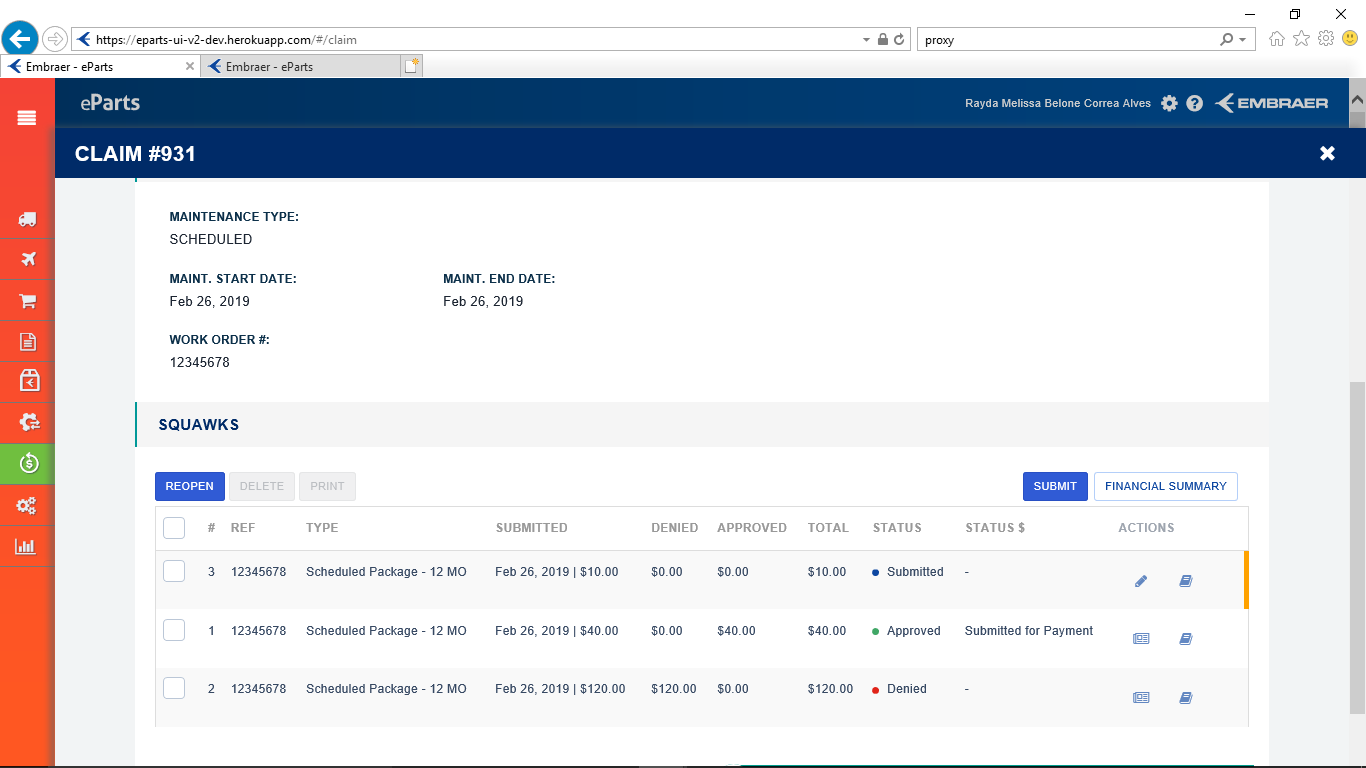 https://eparts-ui-v2-dev.herokuapp.com/#/claim
proxy
Embraer - eParts
Embraer - eParts
eParts
Rayda Melissa Belone Correa Alves
EMBRAER
CLAIM #931
MAINTENANCE TYPE:
SCHEDULED
MAINT. START DATE: MAINT. END DATE:
Feb 26, 2019 Feb 26, 2019
WORK ORDER #:
12345678
SQUAWKS
REOPEN DELETE PRINT SUBMIT FINANCIAL SUMMARY
# REF TYPE SUBMITTED DENIED APPROVED TOTAL STATUS STATUS $ ACTIONS
3 12345678 Scheduled Package - 12 MO Feb 26, 2019 | $10.00 $0.00 $0.00 $10.00 Submitted -
1 12345678 Scheduled Package - 12 MO Feb 26, 2019 | $40.00 $0.00 $40.00 $40.00 Approved Submitted for Payment
2 12345678 Scheduled Package - 12 MO Feb 26, 2019 | $120.00 $120.00 $0.00 $120.00 Denied -